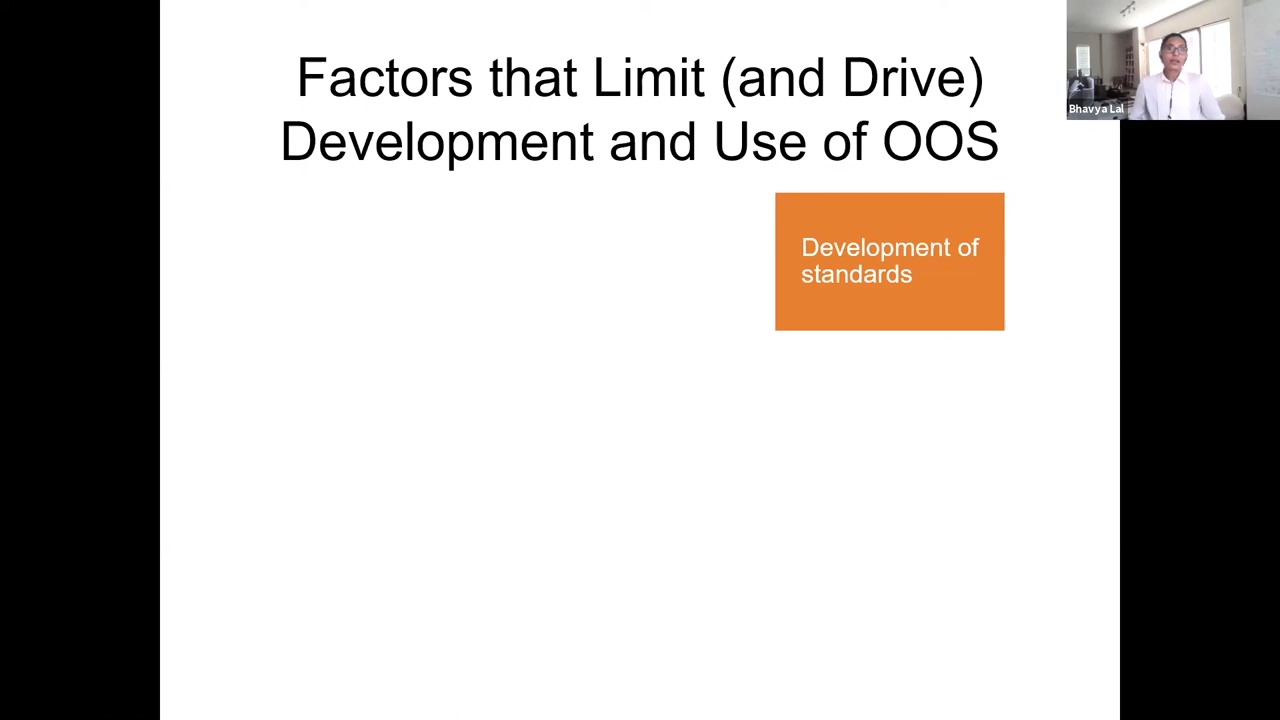 Factors that Limit (and Drive)
Development and Use of OOS
Bhavya Lal
Development of
standards